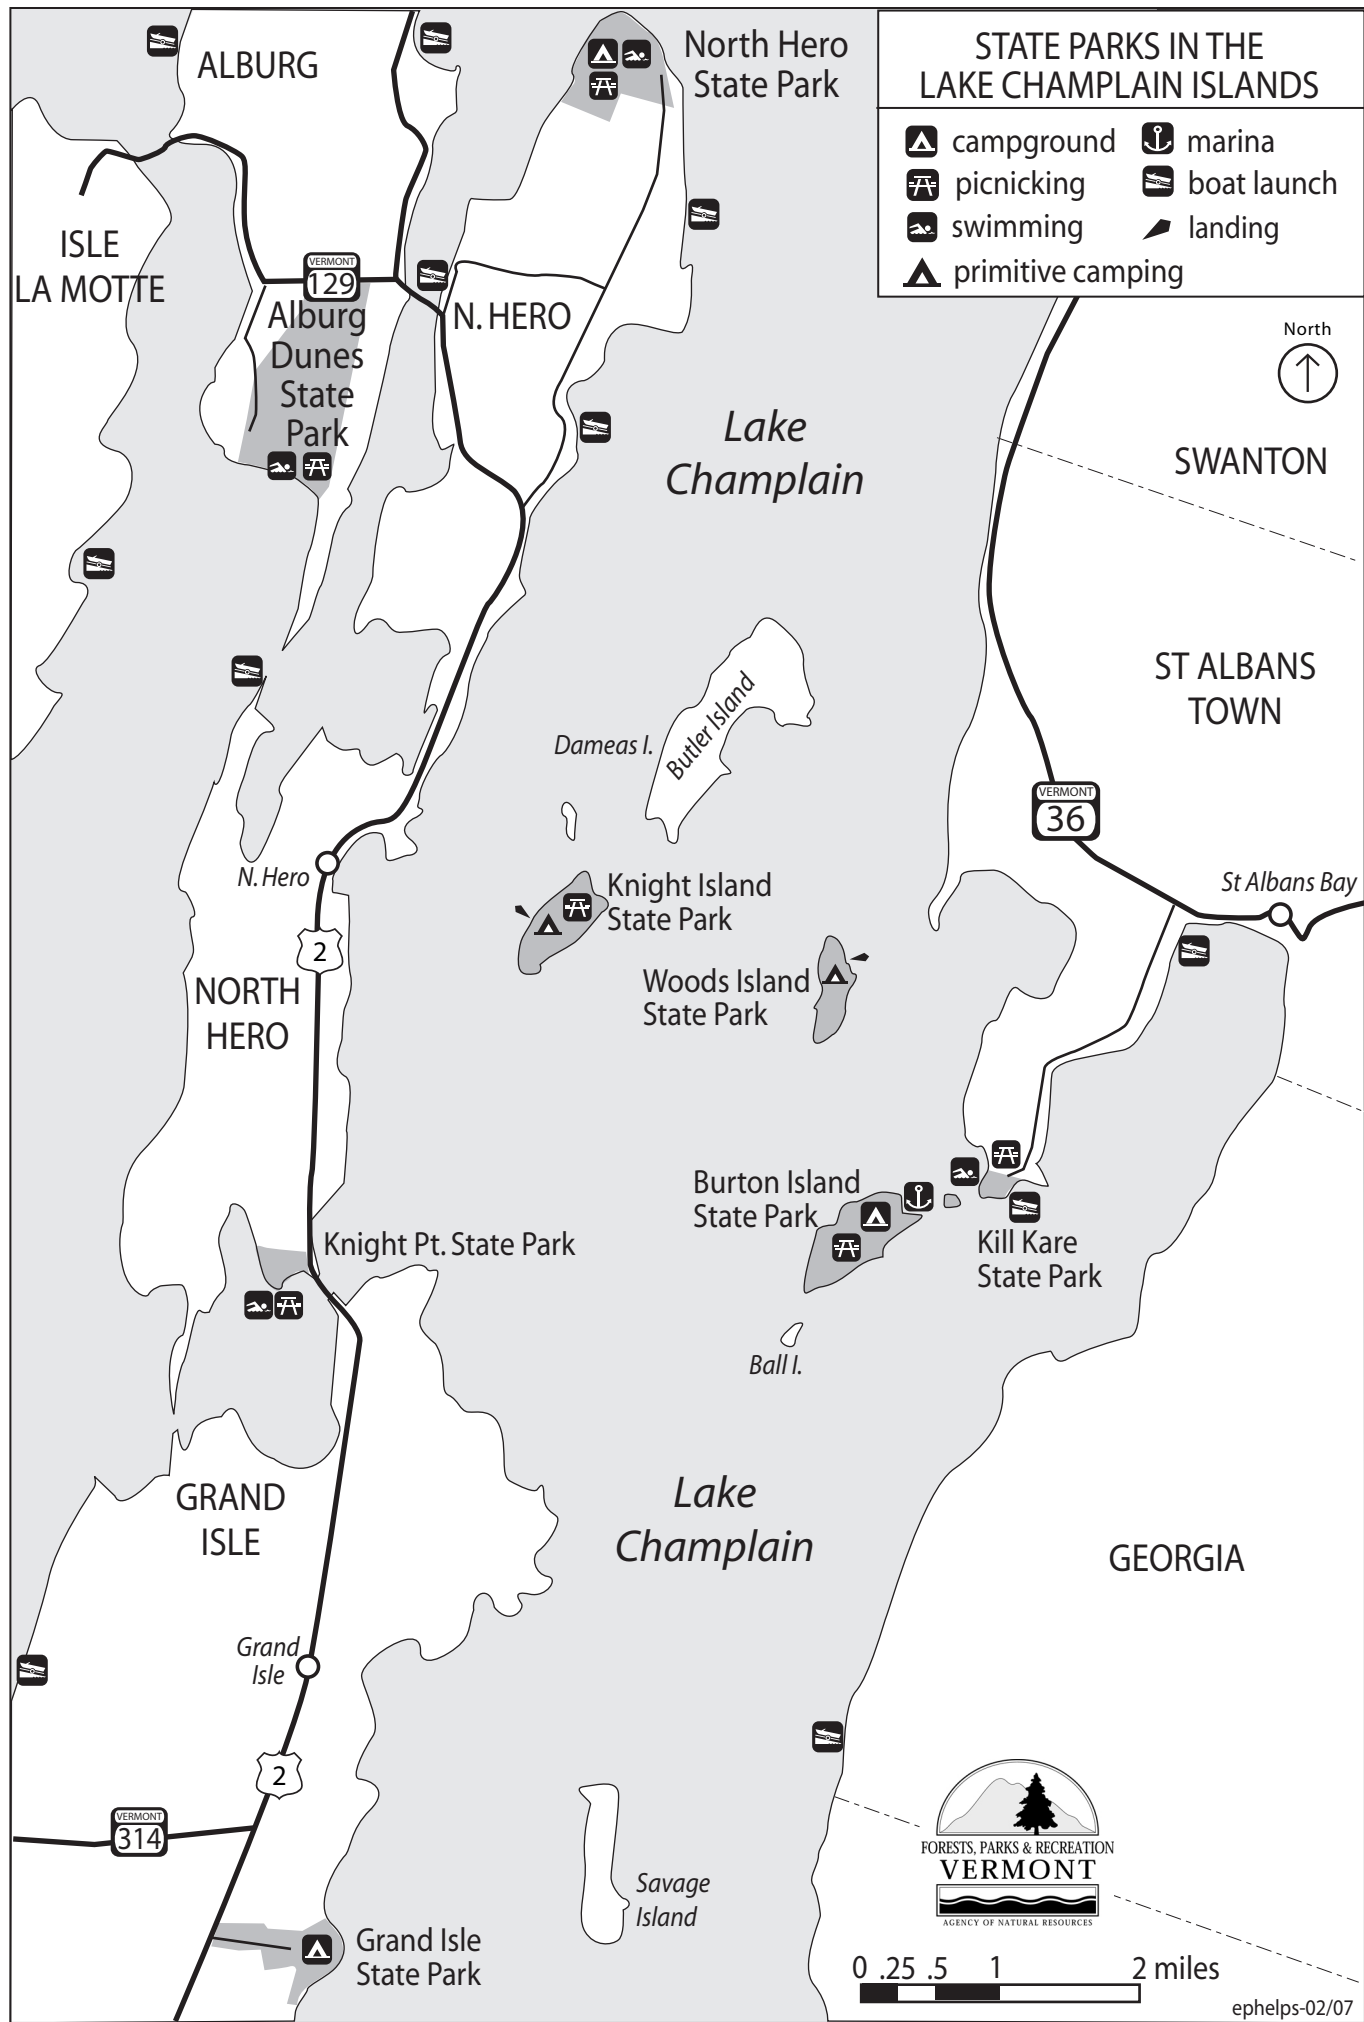 STATE PARKS IN THE
LAKE CHAMPLAIN ISLANDS
campground
marina
picnicking
boat launch
swimming
landing
primitive camping
North
ALBURG
North Hero
State Park
ISLE
LA MOTTE
VERMONT
129
N. HERO
Alburg
Dunes
State
Park
Lake
Champlain
SWANTON
ST ALBANS
TOWN
Butler Island
Dameas I.
VERMONT
36
N. Hero
Knight Island
State Park
St Albans Bay
2
Woods Island
State Park
NORTH
HERO
Burton Island
State Park
Knight Pt. State Park
Kill Kare
State Park
Ball I.
GRAND
ISLE
Lake
Champlain
GEORGIA
Grand
Isle
2
VERMONT
314
Savage
Island
Grand Isle
State Park
FORESTS, PARKS & RECREATION
VERMONT
AGENCY OF NATURAL RESOURCES
0 .25 .5 1 2 miles
ephelps-02/07